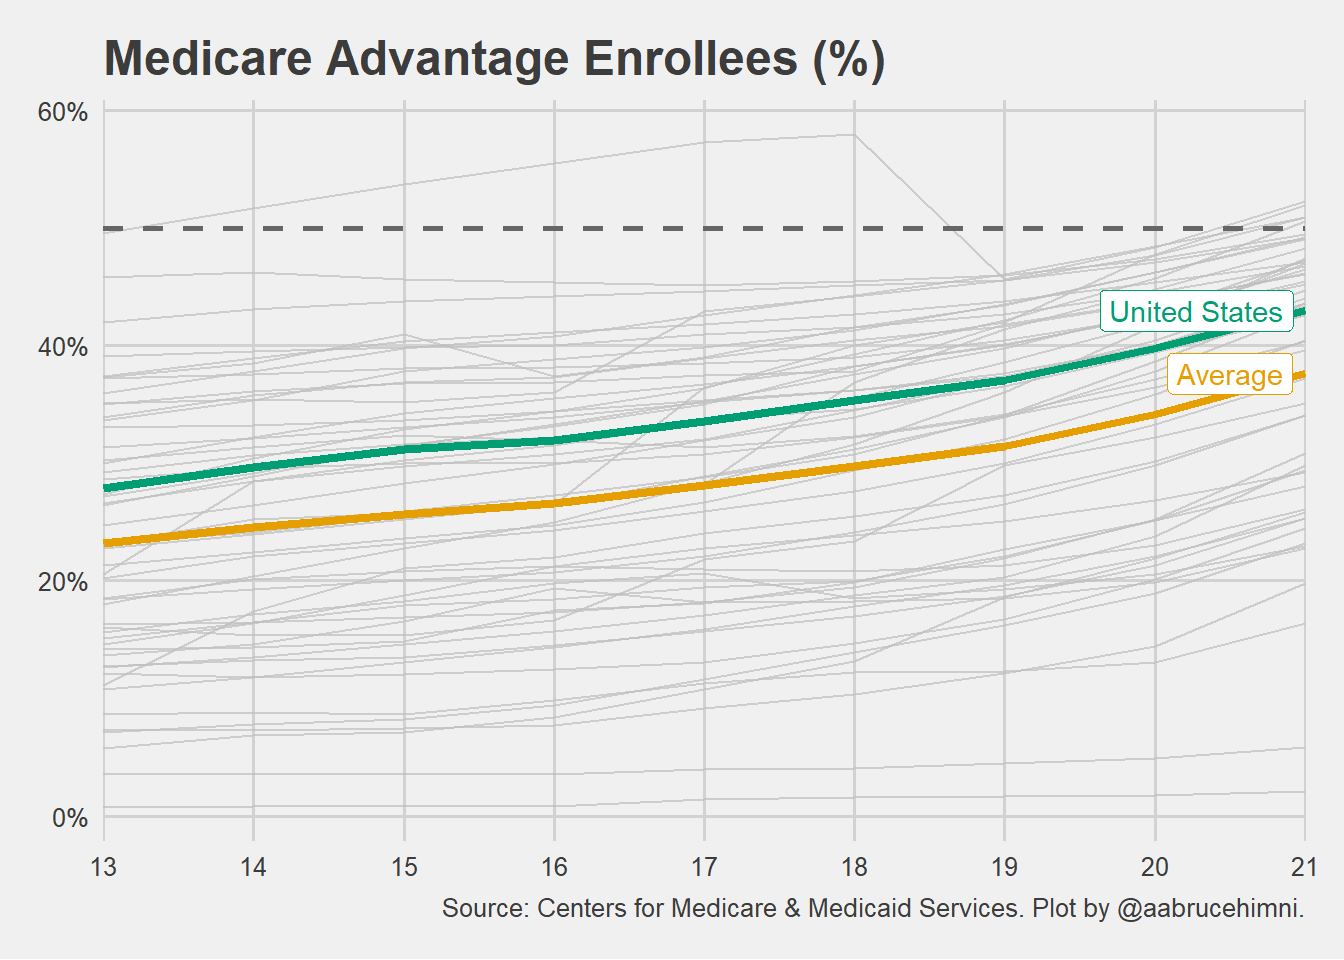 Medicare Advantage Enrollees (%)
60%
40%
20%
0%
United States
Average
13 14 15 16 17 18 19 20 21
Source: Centers for Medicare & Medicaid Services. Plot by @aabrucehimni.